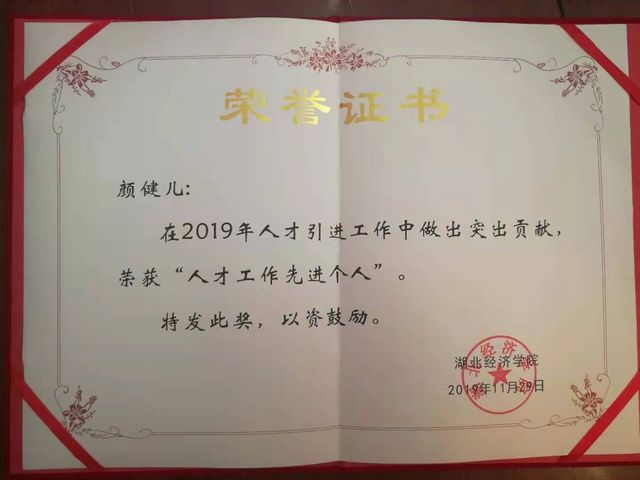 荣誉证书
颜健儿:
在2019年人才引进工作中做出突出贡献,
荣获“人才工作先进个人”。
特发此奖,以资鼓励。
湖北经济学院
2019年11月29日